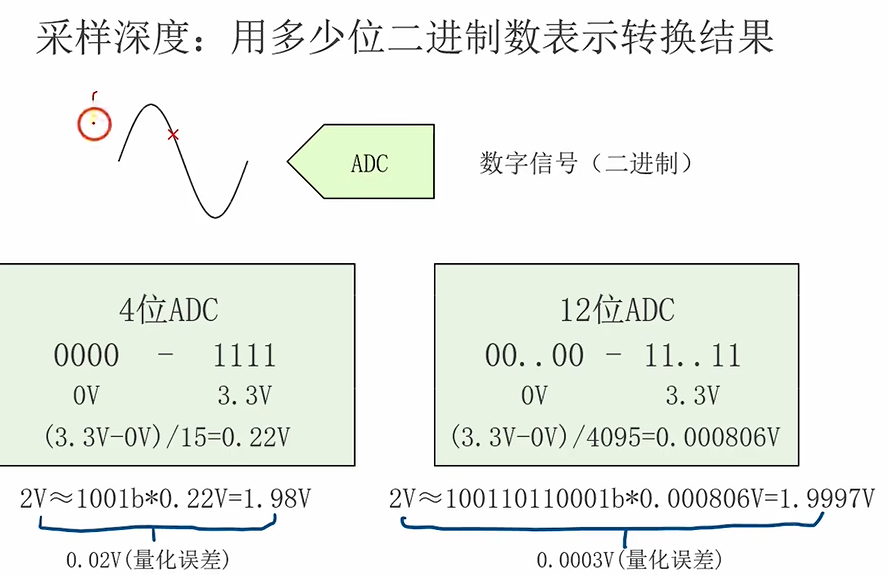 采样深度：用多少位二进制数表示转换结果
ADC
数字信号（二进制）
4位ADC
0000 - 1111
0V 3.3V
(3.3V-0V)/15=0.22V
12位ADC
00..00 - 11..11
0V 3.3V
(3.3V-0V)/4095=0.000806V
2V≈1001b*0.22V=1.98V
2V≈100110110001b*0.000806V=1.9997V
0.02V(量化误差)
0.0003V(量化误差)